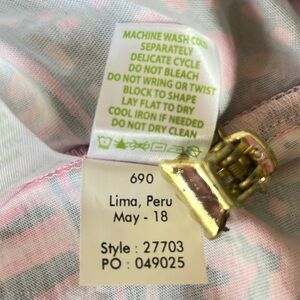 MACHINE WASH COLD
SEPARATELY
DELICATE CYCLE
DO NOT BLEACH
DO NOT WRING OR TWIST
BLOCK TO SHAPE
LAY FLAT TO DRY
COOL IRON IF NEEDED
DO NOT DRY CLEAN
690
Lima, Peru
May - 18
Style : 27703
PO : 049025